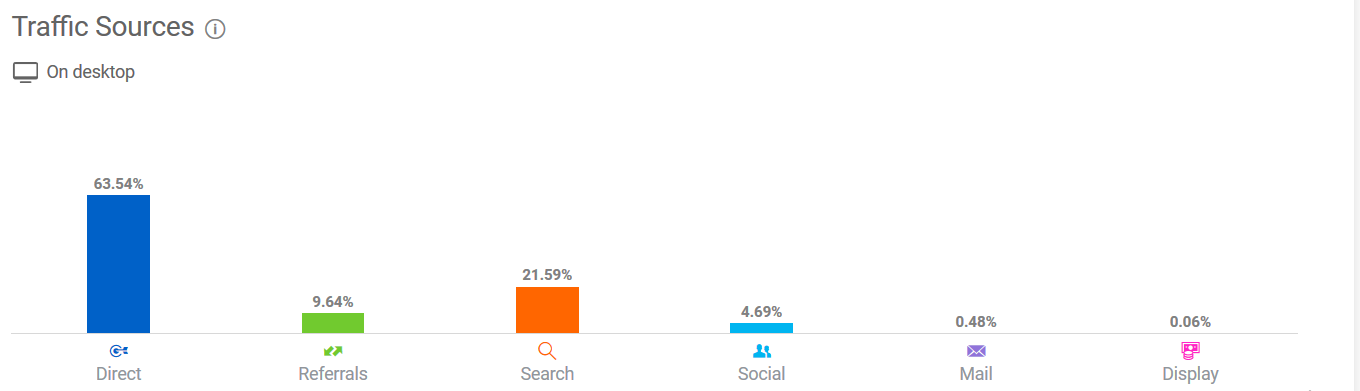 Traffic Sources
On desktop
63.54%
9.64%
21.59%
4.69%
0.48%
0.06%
Direct
Referrals
Search
Social
Mail
Display